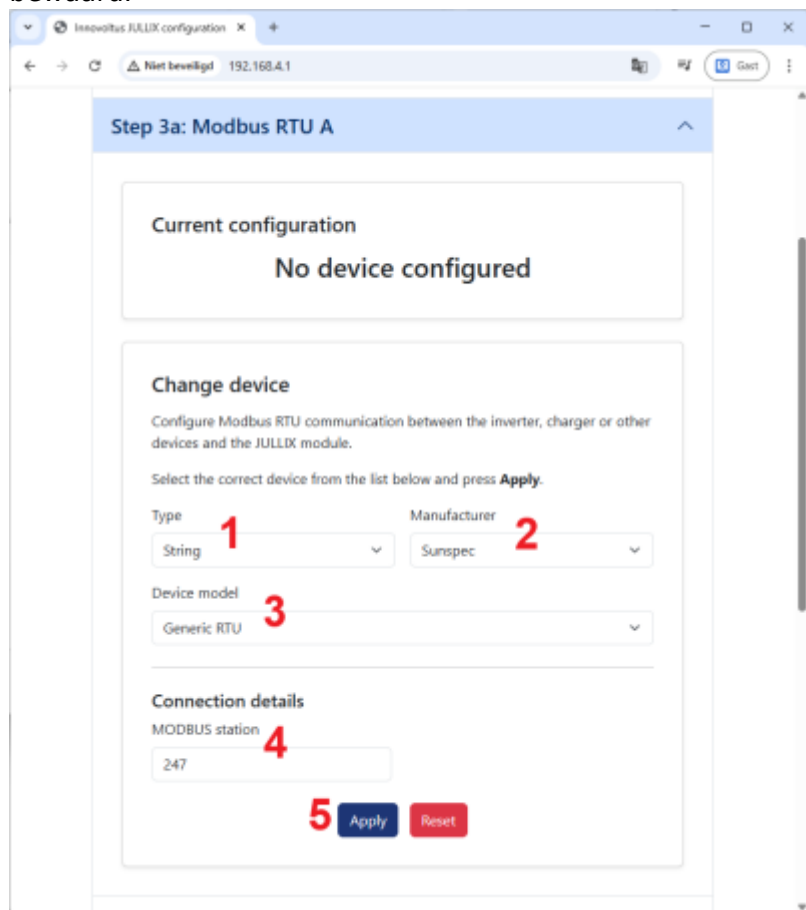 bewaard.
Innovoltus JULLIX configuration
Niet beveiligd 192.168.4.1 Gast
Step 3a: Modbus RTU A
Current configuration
No device configured
Change device
Configure Modbus RTU communication between the inverter, charger or other
devices and the JULLIX module.
Select the correct device from the list below and press Apply.
Type Manufacturer
1 2
String Sunspec
Device model
3
Generic RTU
Connection details
MODBUS station
4
247
5 Apply Reset